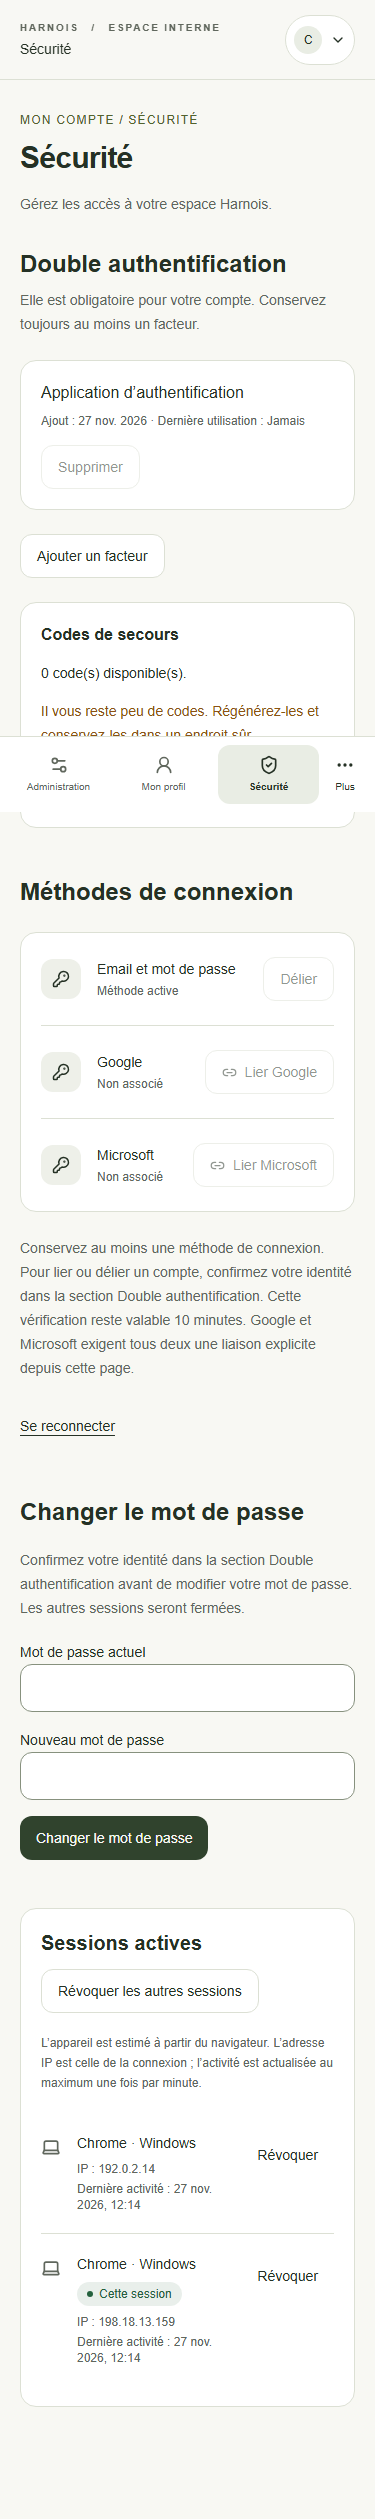 HARNOIS / ESPACE INTERNE
Sécurité
C
MON COMPTE / SÉCURITÉ
Sécurité
Gérez les accès à votre espace Harnois.
Double authentification
Elle est obligatoire pour votre compte. Conservez
toujours au moins un facteur.
Application d’authentification
Ajout : 27 nov. 2026 · Dernière utilisation : Jamais
Supprimer
Ajouter un facteur
Codes de secours
0 code(s) disponible(s).
Il vous reste peu de codes. Régénérez-les et
conservez-les dans un endroit sûr.
Administration
Mon profil
Sécurité
Plus
Méthodes de connexion
Email et mot de passe
Méthode active
Délier
Google
Non associé
Lier Google
Microsoft
Non associé
Lier Microsoft
Conservez au moins une méthode de connexion.
Pour lier ou délier un compte, confirmez votre identité
dans la section Double authentification. Cette
vérification reste valable 10 minutes. Google et
Microsoft exigent tous deux une liaison explicite
depuis cette page.
Se reconnecter
Changer le mot de passe
Confirmez votre identité dans la section Double
authentification avant de modifier votre mot de passe.
Les autres sessions seront fermées.
Mot de passe actuel
Nouveau mot de passe
Changer le mot de passe
Sessions actives
Révoquer les autres sessions
L’appareil est estimé à partir du navigateur. L’adresse
IP est celle de la connexion ; l’activité est actualisée au
maximum une fois par minute.
Chrome · Windows
Révoquer
IP : 192.0.2.14
Dernière activité : 27 nov.
2026, 12:14
Chrome · Windows
Révoquer
Cette session
IP : 198.18.13.159
Dernière activité : 27 nov.
2026, 12:14